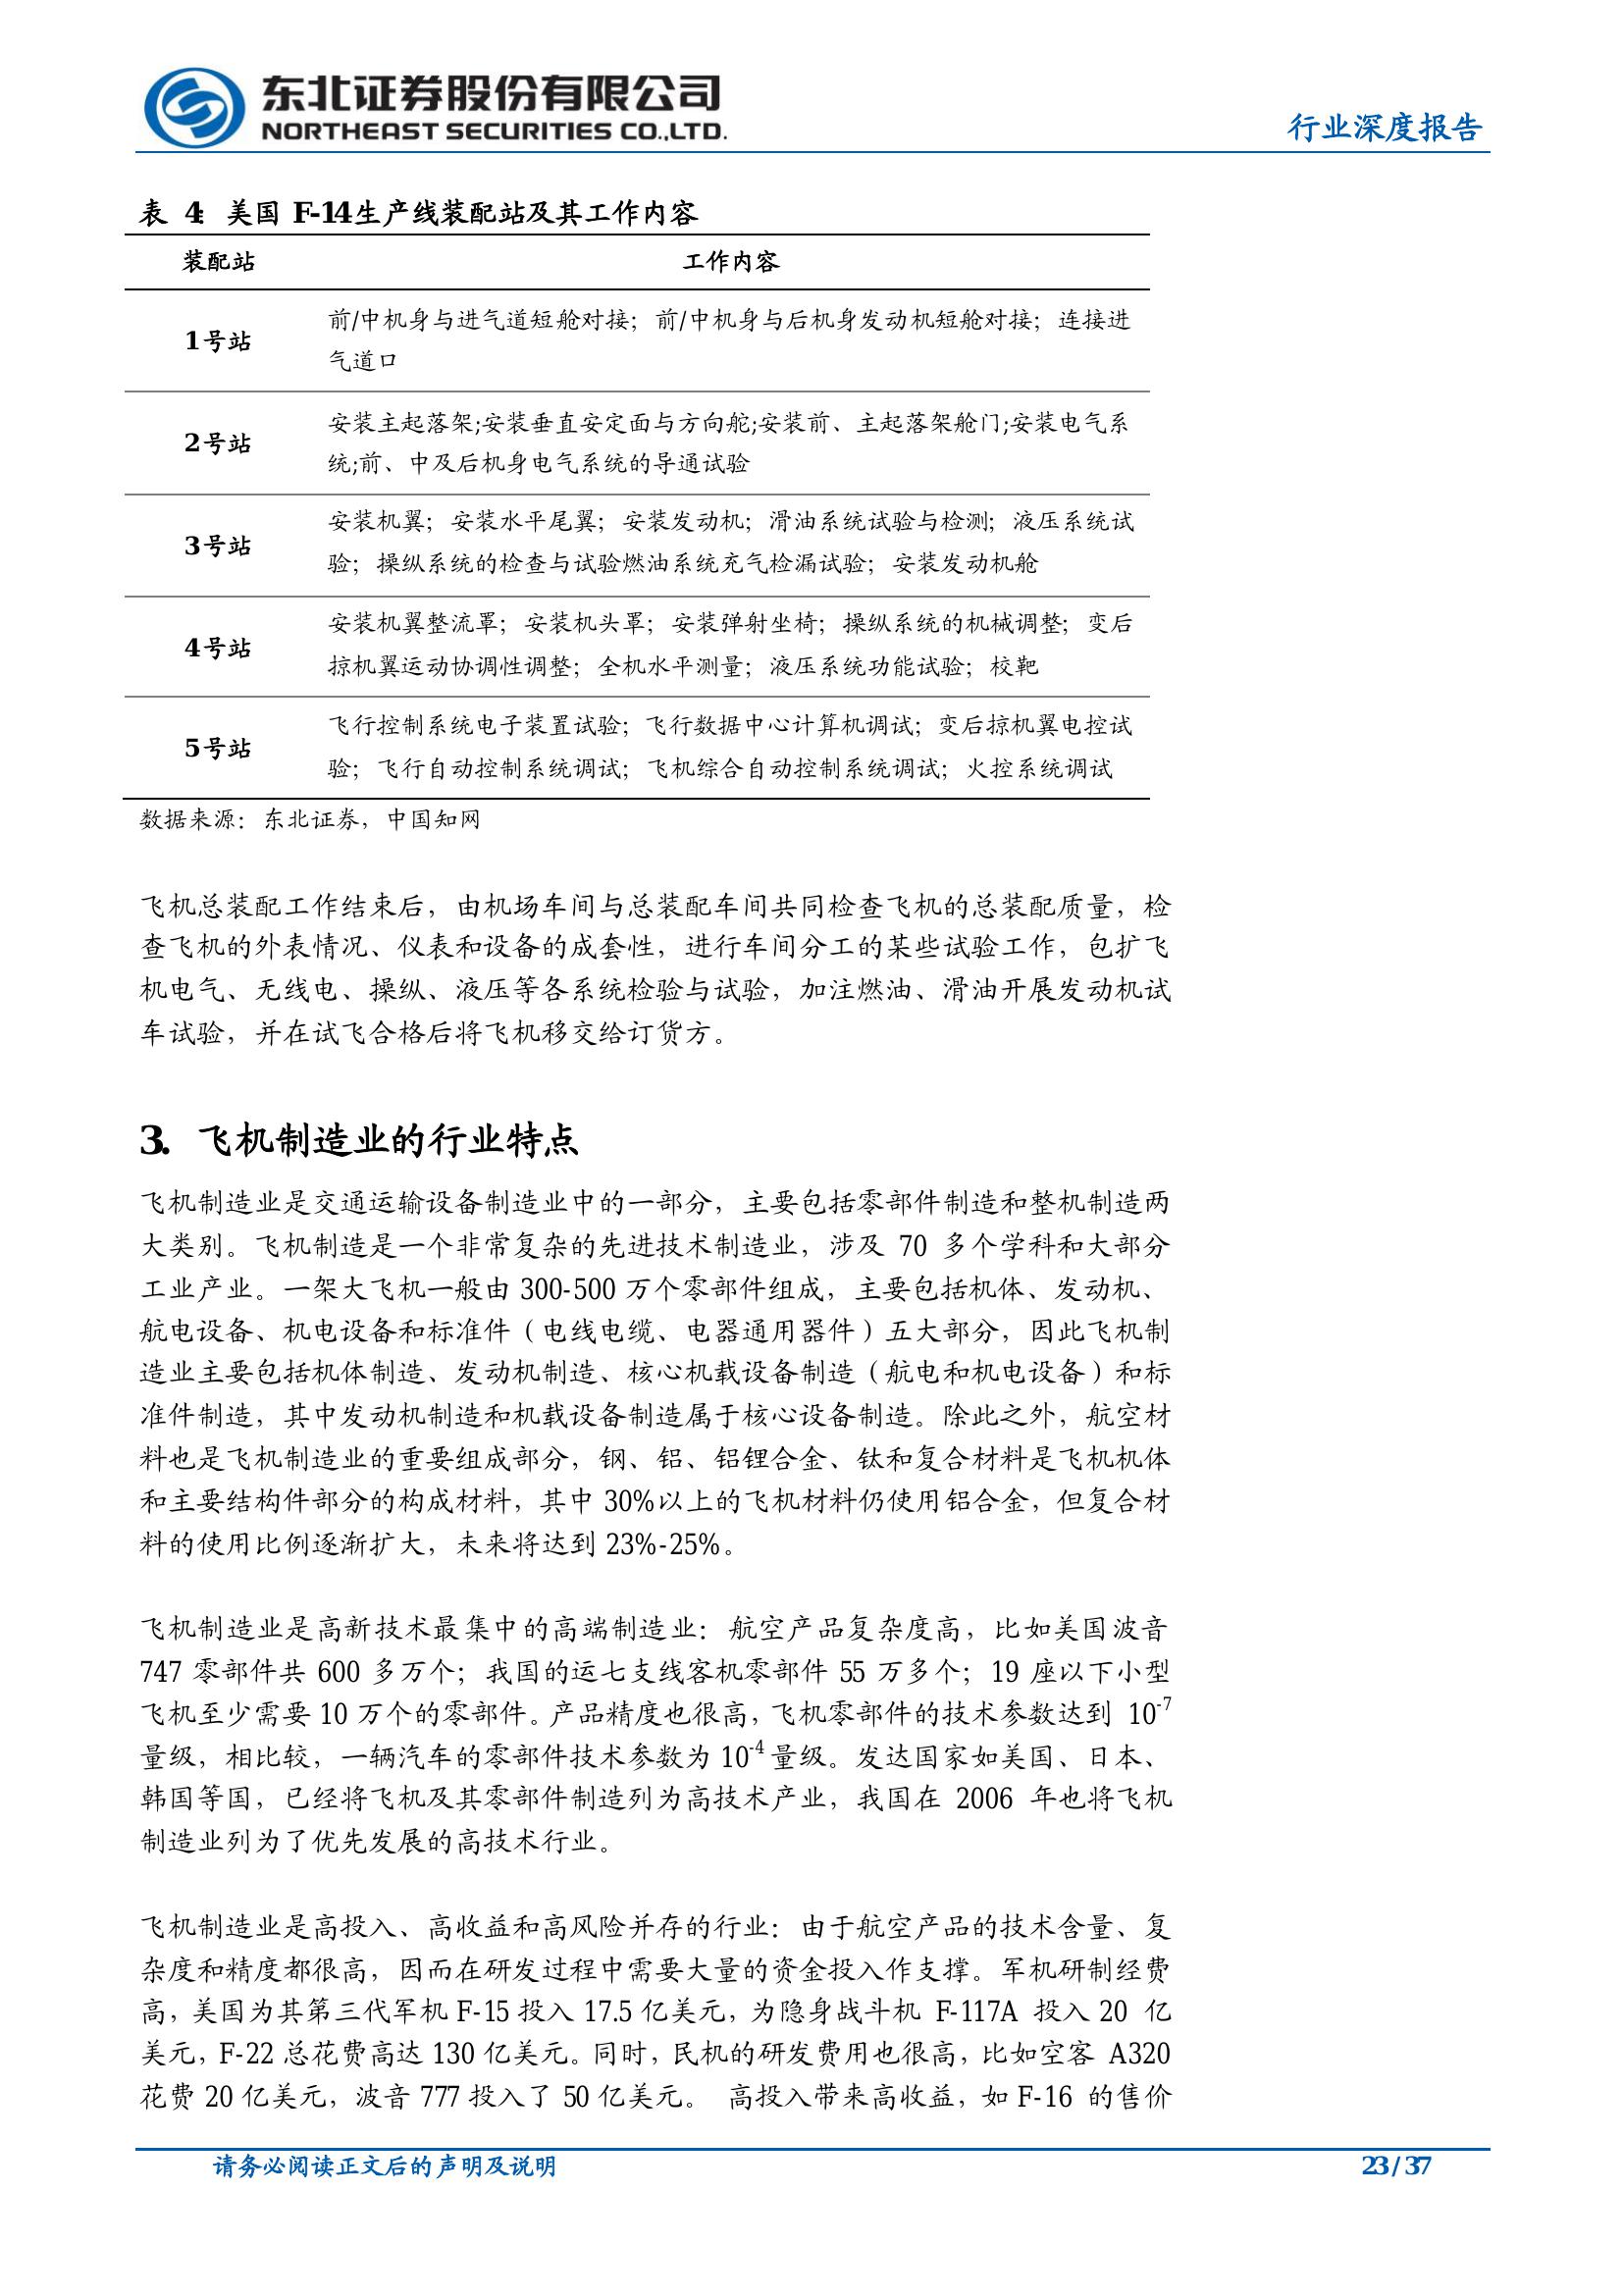 东北证券股份有限公司
NORTHEAST SECURITIES CO.,LTD.
行业深度报告
表 4: 美国 F-14生产线装配站及其工作内容
装配站 工作内容
1号站 前/中机身与进气道短舱对接；前/中机身与后机身发动机短舱对接；连接进
气道口
2号站 安装主起落架;安装垂直安定面与方向舵;安装前、主起落架舱门;安装电气系
统;前、中及后机身电气系统的导通试验
3号站 安装机翼；安装水平尾翼；安装发动机；滑油系统试验与检测；液压系统试
验；操纵系统的检查与试验燃油系统充气检漏试验；安装发动机舱
4号站 安装机翼整流罩；安装机头罩；安装弹射坐椅；操纵系统的机械调整；变后
掠机翼运动协调性调整；全机水平测量；液压系统功能试验；校靶
5号站 飞行控制系统电子装置试验；飞行数据中心计算机调试；变后掠机翼电控试
验；飞行自动控制系统调试；飞机综合自动控制系统调试；火控系统调试
数据来源：东北证券，中国知网
飞机总装配工作结束后，由机场车间与总装配车间共同检查飞机的总装配质量，检
查飞机的外表情况、仪表和设备的成套性，进行车间分工的某些试验工作，包扩飞
机电气、无线电、操纵、液压等各系统检验与试验，加注燃油、滑油开展发动机试
车试验，并在试飞合格后将飞机移交给订货方。
3. 飞机制造业的行业特点
飞机制造业是交通运输设备制造业中的一部分，主要包括零部件制造和整机制造两
大类别。飞机制造是一个非常复杂的先进技术制造业，涉及 70 多个学科和大部分
工业产业。一架大飞机一般由 300-500 万个零部件组成，主要包括机体、发动机、
航电设备、机电设备和标准件（电线电缆、电器通用器件）五大部分，因此飞机制
造业主要包括机体制造、发动机制造、核心机载设备制造（航电和机电设备）和标
准件制造，其中发动机制造和机载设备制造属于核心设备制造。除此之外，航空材
料也是飞机制造业的重要组成部分，钢、铝、铝锂合金、钛和复合材料是飞机机体
和主要结构件部分的构成材料，其中 30%以上的飞机材料仍使用铝合金，但复合材
料的使用比例逐渐扩大，未来将达到 23%-25%。
飞机制造业是高新技术最集中的高端制造业：航空产品复杂度高，比如美国波音
747 零部件共 600 多万个；我国的运七支线客机零部件 55 万多个；19 座以下小型
飞机至少需要 10 万个的零部件。产品精度也很高，飞机零部件的技术参数达到 10-7
量级，相比较，一辆汽车的零部件技术参数为 10-4 量级。发达国家如美国、日本、
韩国等国，已经将飞机及其零部件制造列为高技术产业，我国在 2006 年也将飞机
制造业列为了优先发展的高技术行业。
飞机制造业是高投入、高收益和高风险并存的行业：由于航空产品的技术含量、复
杂度和精度都很高，因而在研发过程中需要大量的资金投入作支撑。军机研制经费
高，美国为其第三代军机 F-15 投入 17.5 亿美元，为隐身战斗机 F-117A 投入 20 亿
美元，F-22 总花费高达 130 亿美元。同时，民机的研发费用也很高，比如空客 A320
花费 20 亿美元，波音 777 投入了 50 亿美元。 高投入带来高收益，如 F-16 的售价
请务必阅读正文后的声明及说明 23/37